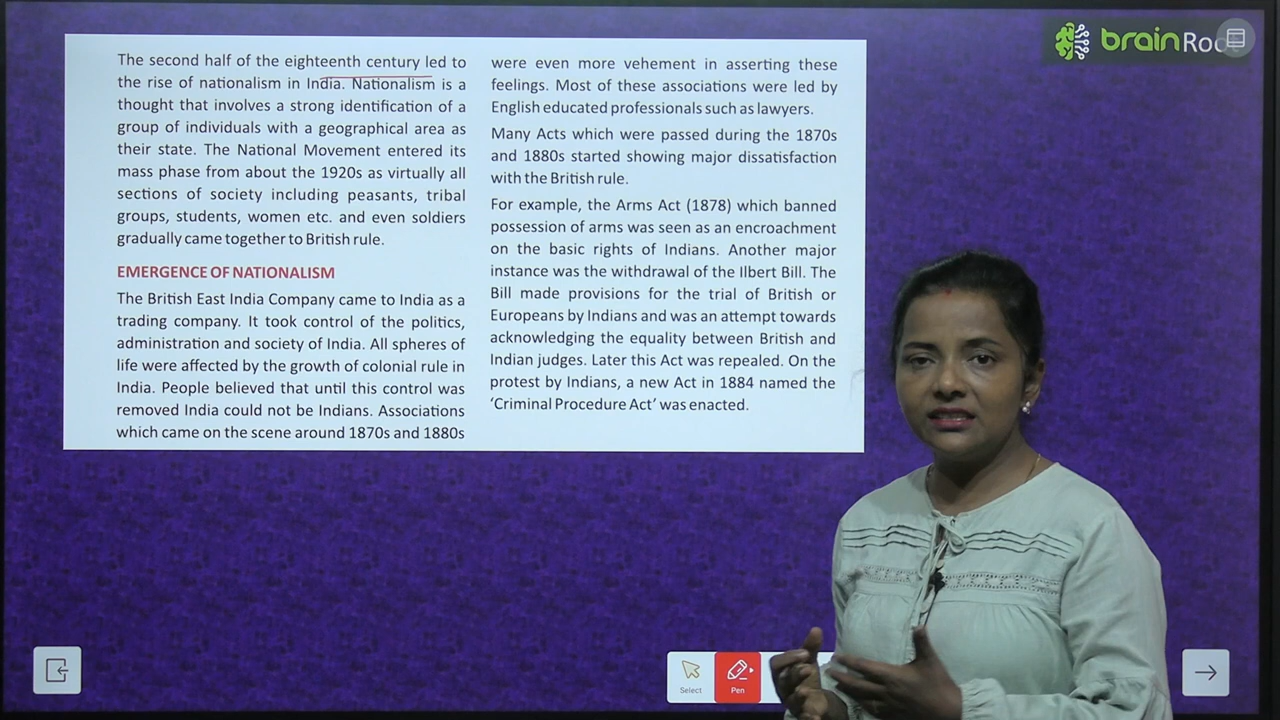 The second half of the eighteenth century led to
the rise of nationalism in India. Nationalism is a
thought that involves a strong identification of a
group of individuals with a geographical area as
their state. The National Movement entered its
mass phase from about the 1920s as virtually all
sections of society including peasants, tribal
groups, students, women etc. and even soldiers
gradually came together to British rule.
EMERGENCE OF NATIONALISM
The British East India Company came to India as a
trading company. It took control of the politics,
administration and society of India. All spheres of
life were affected by the growth of colonial rule in
India. People believed that until this control was
removed India could not be Indians. Associations
which came on the scene around 1870s and 1880s
were even more vehement in asserting these
feelings. Most of these associations were led by
English educated professionals such as lawyers.
Many Acts which were passed during the 1870s
and 1880s started showing major dissatisfaction
with the British rule.
For example, the Arms Act (1878) which banned
possession of arms was seen as an encroachment
on the basic rights of Indians. Another major
instance was the withdrawal of the Ilbert Bill. The
Bill made provisions for the trial of British or
Europeans by Indians and was an attempt towards
acknowledging the equality between British and
Indian judges. Later this Act was repealed. On the
protest by Indians, a new Act in 1884 named the
‘Criminal Procedure Act’ was enacted.
brain
Select
Pen